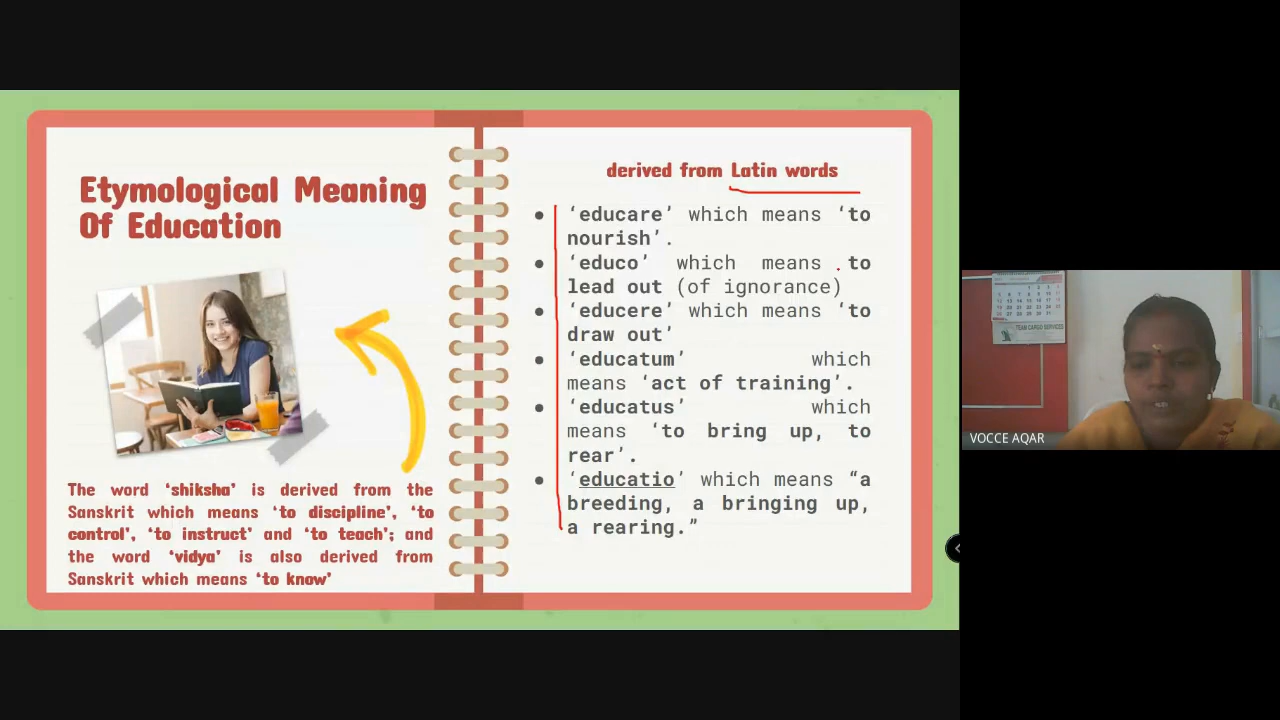 Etymological Meaning
Of Education
The word ‘shiksha’ is derived from the
Sanskrit which means ‘to discipline’, ‘to
control’, ‘to instruct’ and ‘to teach’; and
the word ‘vidya’ is also derived from
Sanskrit which means ‘to know’
derived from Latin words
● ‘educare’ which means ‘to
nourish’.
● ‘educo’ which means to
lead out (of ignorance)
● ‘educere’ which means ‘to
draw out’
● ‘educatum’ which
means ‘act of training’.
● ‘educatus’ which
means ‘to bring up, to
rear’.
● ‘educatio’ which means “a
breeding, a bringing up,
a rearing.”
TEAM CARGO SERVICES
VOCCE AQAR